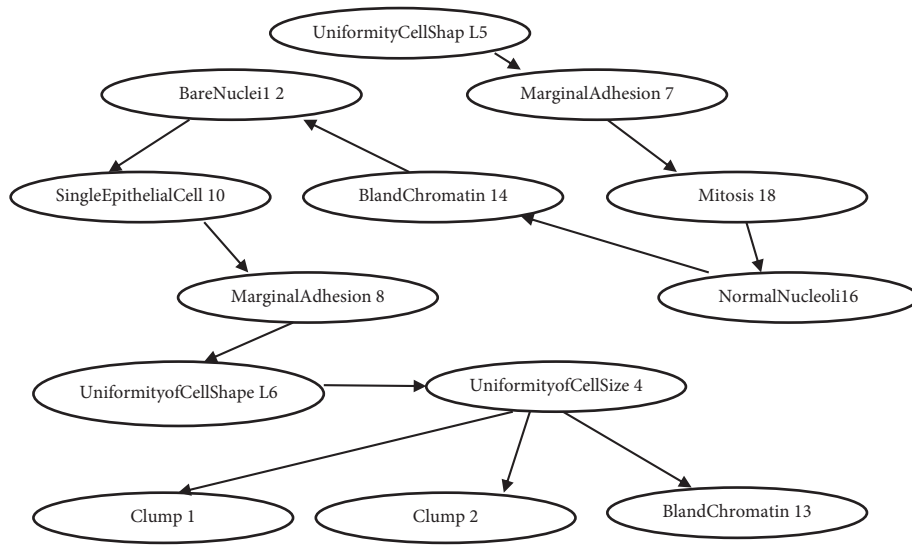 UniformityCellShap L5
BareNuclei1 2
MarginalAdhesion 7
SingleEpithelialCell 10
BlandChromatin 14
Mitosis 18
MarginalAdhesion 8
NormalNucleoli16
UniformityofCellShape L6
UniformityofCellSize 4
Clump 1
Clump 2
BlandChromatin 13